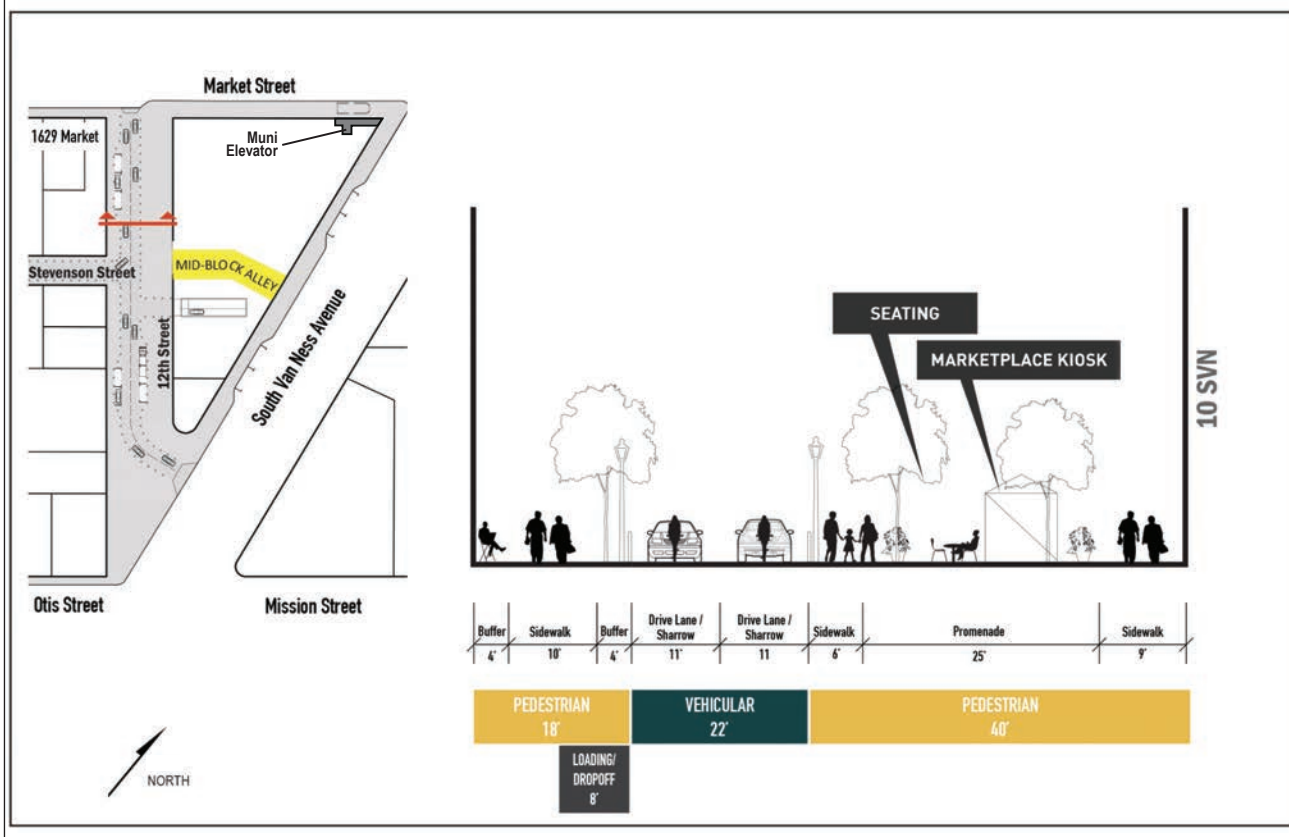 Market Street
1629 Market
Muni
Elevator
Stevenson Street
MID-BLOCK ALLEY
12th Street
South Van Ness Avenue
Otis Street
Mission Street
NORTH
SEATING
MARKETPLACE KIOSK
10 SVN
Buffer
4'
Sidewalk
10'
Buffer
4'
Drive Lane /
Sharrow
11'
Drive Lane /
Sharrow
11
Sidewalk
6'
Promenade
25'
Sidewalk
9'
PEDESTRIAN
18'
VEHICULAR
22'
PEDESTRIAN
40'
LOADING/
DROPOFF
8'